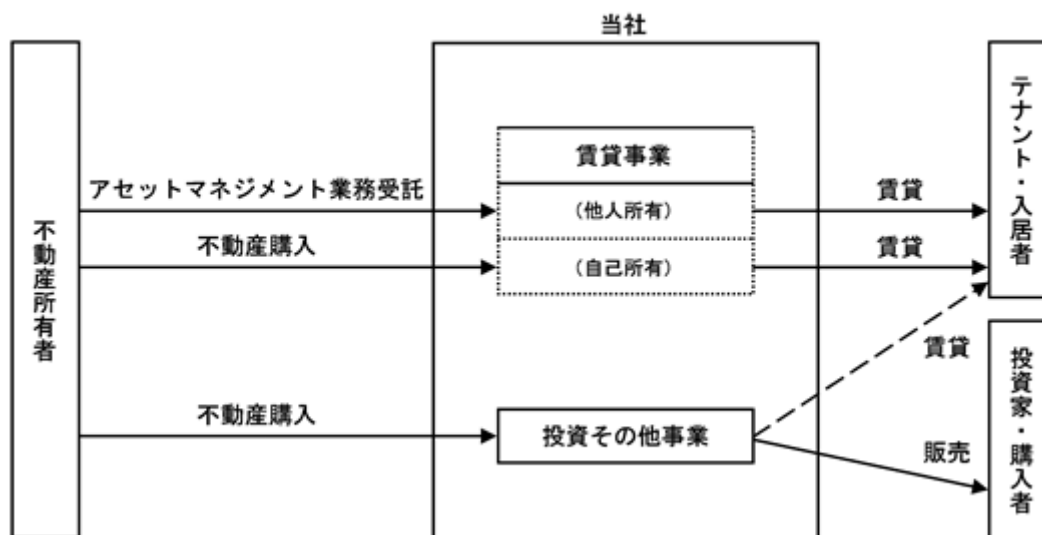 当社
不動産所有者
アセットマネジメント業務受託
不動産購入
不動産購入
賃貸事業
（他人所有）
（自己所有）
投資その他事業
賃貸
賃貸
賃貸
販売
テナント・入居者
投資家・購入者